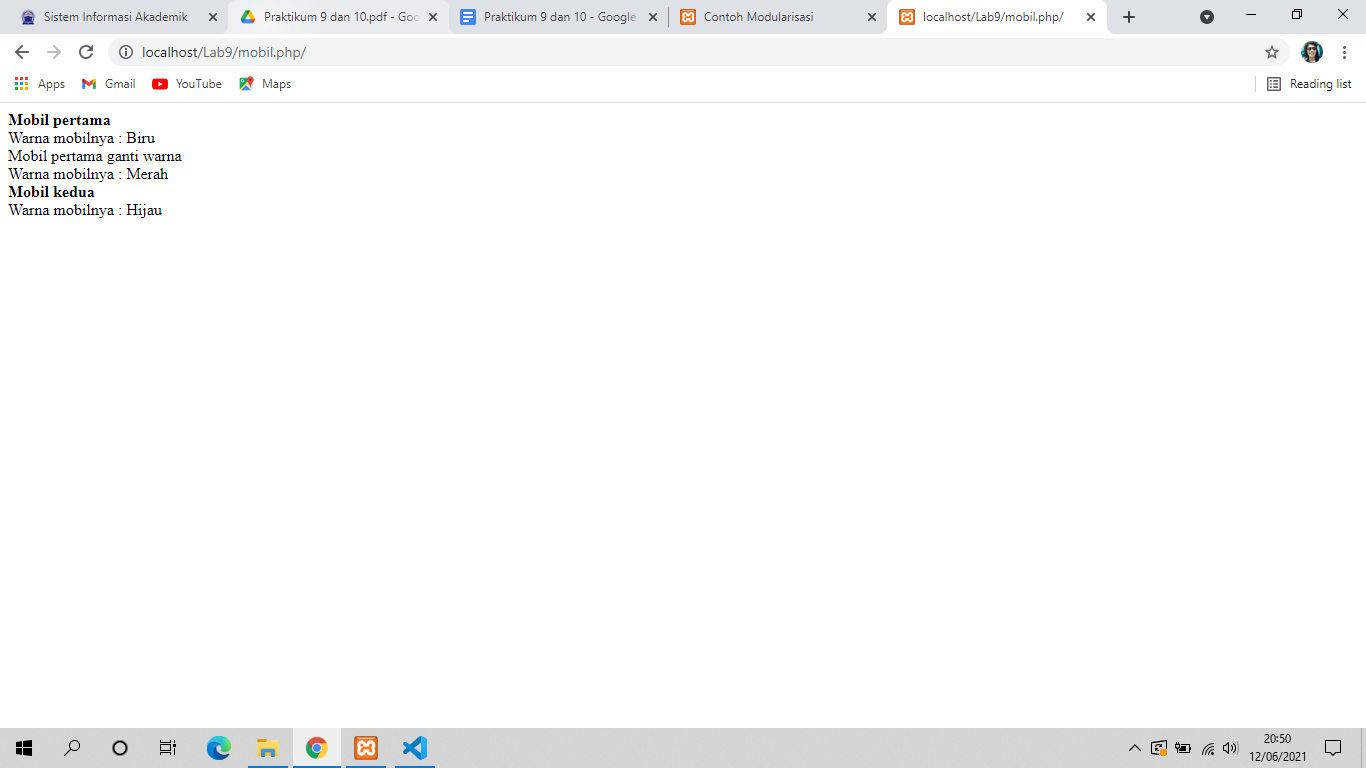 Sistem Informasi Akademik
Praktikum 9 dan 10.pdf - Goo
Praktikum 9 dan 10 - Google
Contoh Modularisasi
localhost/Lab9/mobil.php/
localhost/Lab9/mobil.php/
Apps
Gmail
YouTube
Maps
Reading list
Mobil pertama
Warna mobilnya : Biru
Mobil pertama ganti warna
Warna mobilnya : Merah
Mobil kedua
Warna mobilnya : Hijau
20:50
12/06/2021